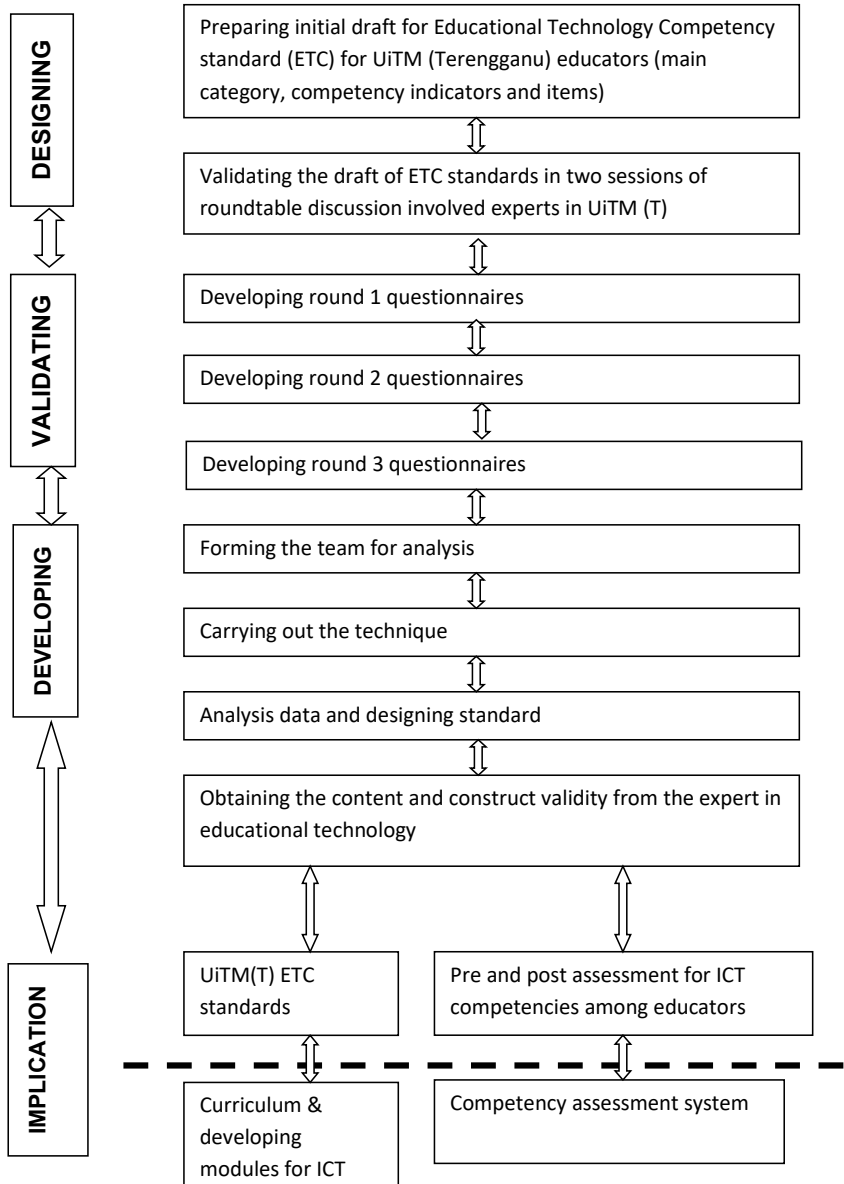 DESIGNING
Preparing initial draft for Educational Technology Competency
standard (ETC) for UiTM (Terengganu) educators (main
category, competency indicators and items)
Validating the draft of ETC standards in two sessions of
roundtable discussion involved experts in UiTM (T)
VALIDATING
Developing round 1 questionnaires
Developing round 2 questionnaires
Developing round 3 questionnaires
DEVELOPING
Forming the team for analysis
Carrying out the technique
Analysis data and designing standard
Obtaining the content and construct validity from the expert in
educational technology
IMPLICATION
UiTM(T) ETC
standards
Pre and post assessment for ICT
competencies among educators
Curriculum &
developing
modules for ICT
Competency assessment system